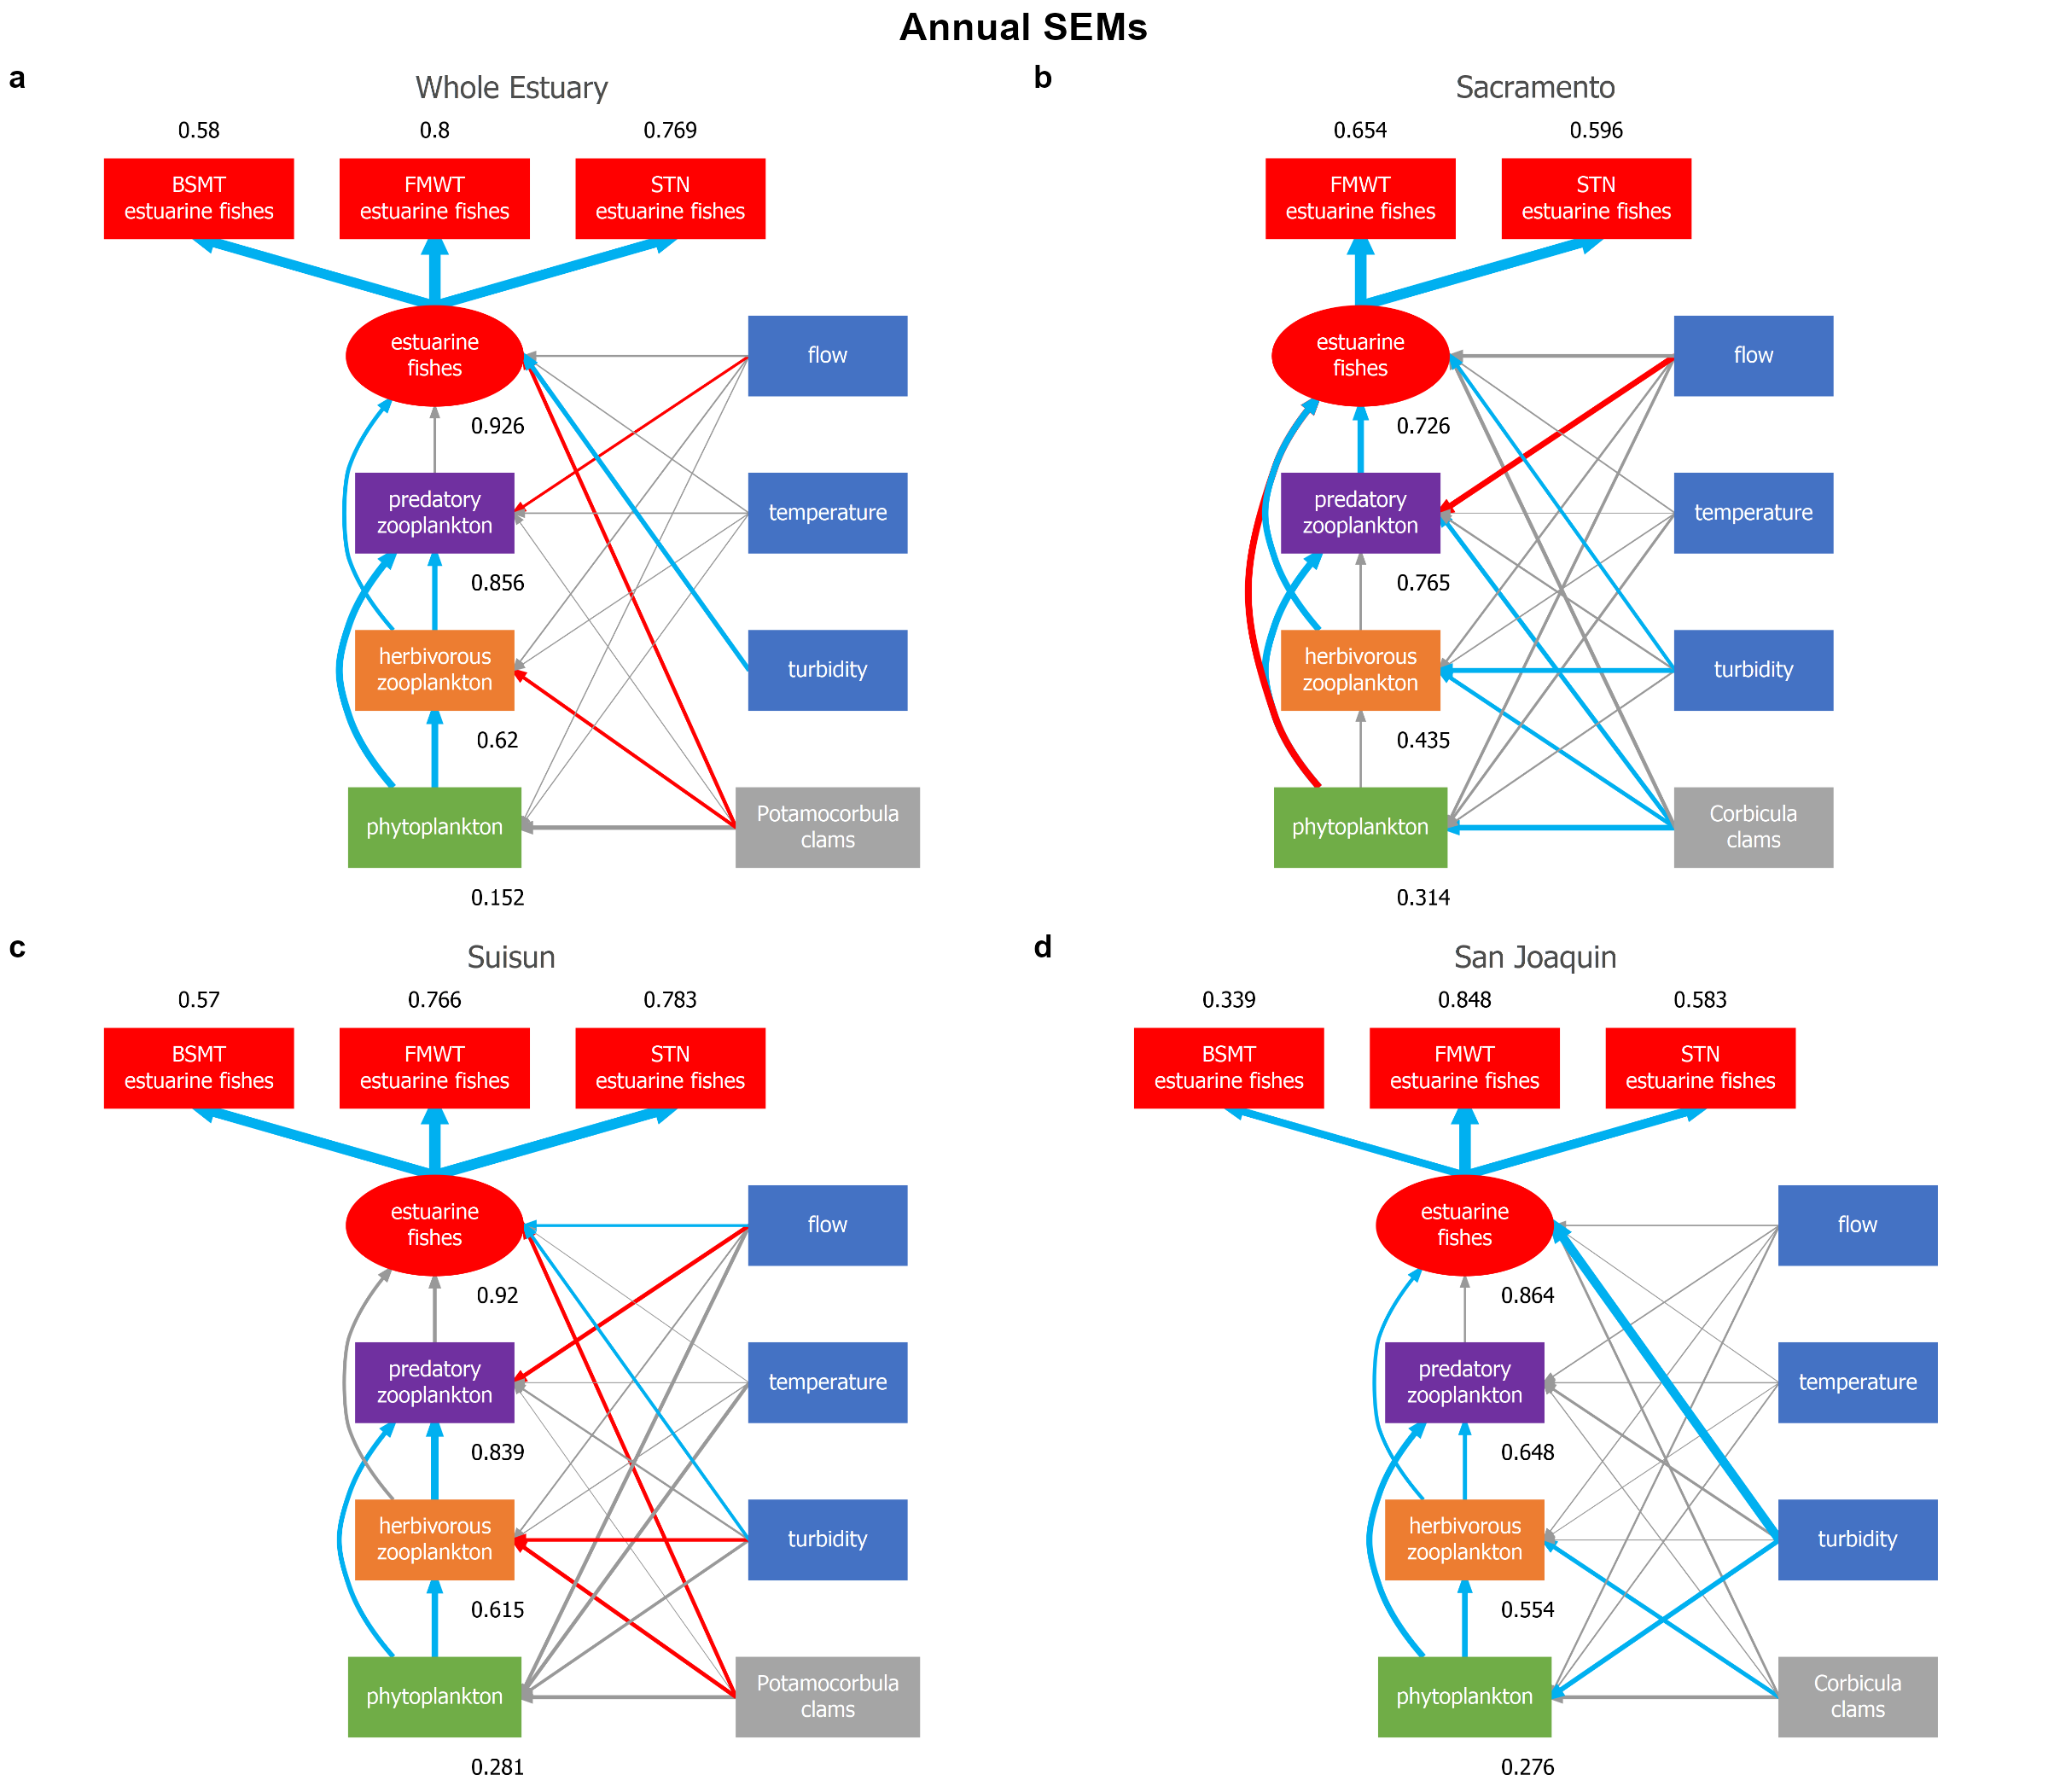 Annual SEMs
a
Whole Estuary
0.58
0.8
0.769
BSMT
estuarine fishes
FMWT
estuarine fishes
STN
estuarine fishes
estuarine
fishes
flow
0.926
predatory
zooplankton
temperature
0.856
herbivorous
zooplankton
turbidity
0.62
phytoplankton
Potamocorbula
clams
0.152
b
Sacramento
0.654
0.596
FMWT
estuarine fishes
STN
estuarine fishes
estuarine
fishes
flow
0.726
predatory
zooplankton
temperature
0.765
herbivorous
zooplankton
turbidity
0.435
phytoplankton
Corbicula
clams
0.314
c
Suisun
0.57
0.766
0.783
BSMT
estuarine fishes
FMWT
estuarine fishes
STN
estuarine fishes
estuarine
fishes
flow
0.92
predatory
zooplankton
temperature
0.839
herbivorous
zooplankton
turbidity
0.615
phytoplankton
Potamocorbula
clams
0.281
d
San Joaquin
0.339
0.848
0.583
BSMT
estuarine fishes
FMWT
estuarine fishes
STN
estuarine fishes
estuarine
fishes
flow
0.864
predatory
zooplankton
temperature
0.648
herbivorous
zooplankton
turbidity
0.554
phytoplankton
Corbicula
clams
0.276